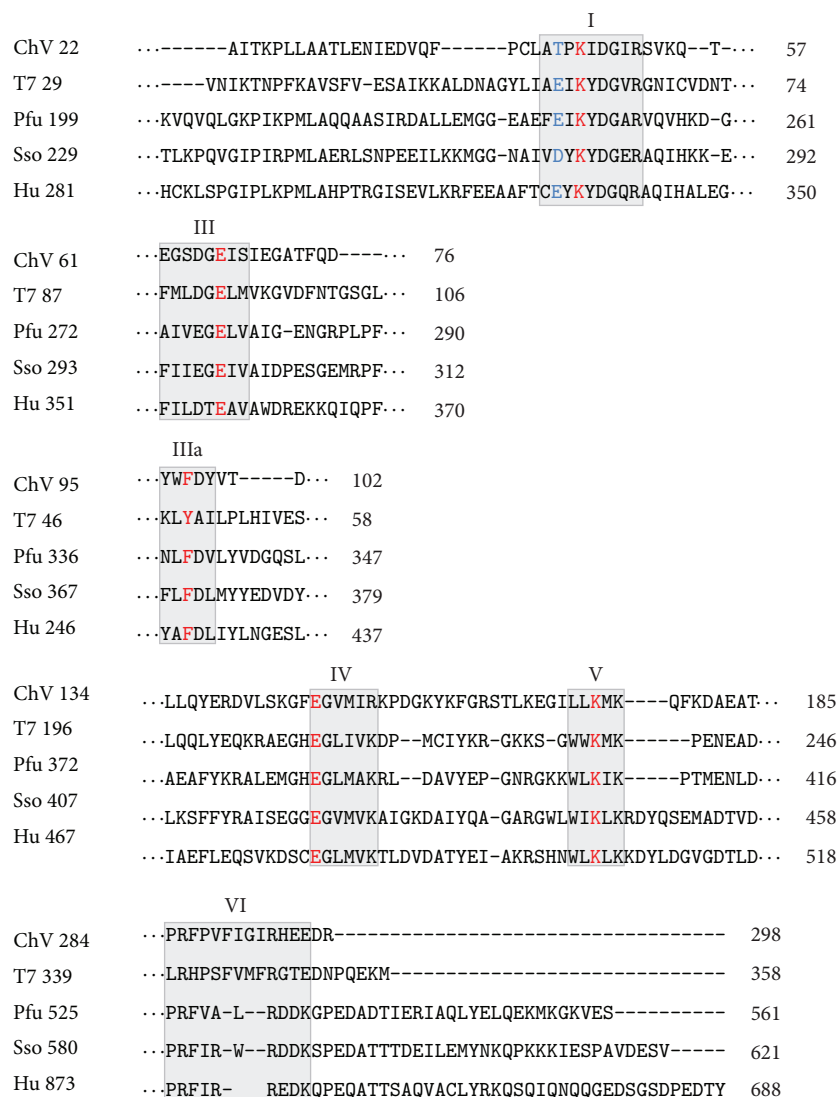 I
ChV 22 ···------AITKPLLAATLENIEDVQF------PCLATPKIDGIRSVKQ--T-··· 57
T7 29 ···----VNIKTNPFKAVSFV-ESAIKKALDNAGYLIAEIKYDGVRGNICVDNT··· 74
Pfu 199 ···KVQVQLGKPIKPMLAQQAASIRDALLEMGG-EAEFEIKYDGARVQVHKD-G··· 261
Sso 229 ···TLKPQVGIPIRPMLAERLSNPEEILKKMGG-NAIVDYKYDGERAQIHKK-E··· 292
Hu 281 ···HCKLSPGIPLKPMLAHPTRGISEVLKRFEEAAFTCEYKYDGQRAQIHALEG··· 350
III
ChV 61 ···EGSDGEISIEGATFQD----··· 76
T7 87 ···FMLDGELMVKGVDFNTGSGL··· 106
Pfu 272 ···AIVEGELVAIG-ENGRPLPF··· 290
Sso 293 ···FIIEGEIVAIDPESGEMRPF··· 312
Hu 351 ···FILDTEAVAWDREKKQIQPF··· 370
IIIa
ChV 95 ···YWFDYVT-----D··· 102
T7 46 ···KLYAILPLHIVES··· 58
Pfu 336 ···NLFDVLYVDGQSL··· 347
Sso 367 ···FLFDLMYYEDVDY··· 379
Hu 246 ···YAFDLIYLNGESL··· 437
IV V
ChV 134 ···LLQYERDVLSKGFEGVMIRKPDGKYKFGRSTLKEGILLKMK----QFKDAEAT··· 185
T7 196 ···LQQLYEQKRAEGHEGLIVKDP--MCIYKR-GKKS-GWWKMK-----PENEAD··· 246
Pfu 372 ···AEAFYKRALEMGHEGLMAKRL--DAVYEP-GNRGKKWLKIK-----PTMENLD··· 416
Sso 407 ···LKSFFYRAISEGGEGVMVKAIGKDAIYQA-GARGWLWIKLKRDYQSEMADTVD··· 458
Hu 467 ···IAEFLEQSVKDSCEGLMVKTLDVDATYEI-AKRSHNWLKLKKDYLDGVGDTLD··· 518
VI
ChV 284 ···PRFPVFIGIRHEEDR----------------------------- 298
T7 339 ···LRHPSFVMFRGTEDNPQEKM------------------------ 358
Pfu 525 ···PRFVA-L--RDDKGPEDADTIERIAQLYELQEKMKGKVES-------- 561
Sso 580 ···PRFIR-W--RDDKSPEDATTTDEILEMYNKQPKKKIESPAVDESV----- 621
Hu 873 ···PRFIR- REDKQPEQATTSAQVACLYRKQSQIQNQQGEDSGSDPEDTY 688